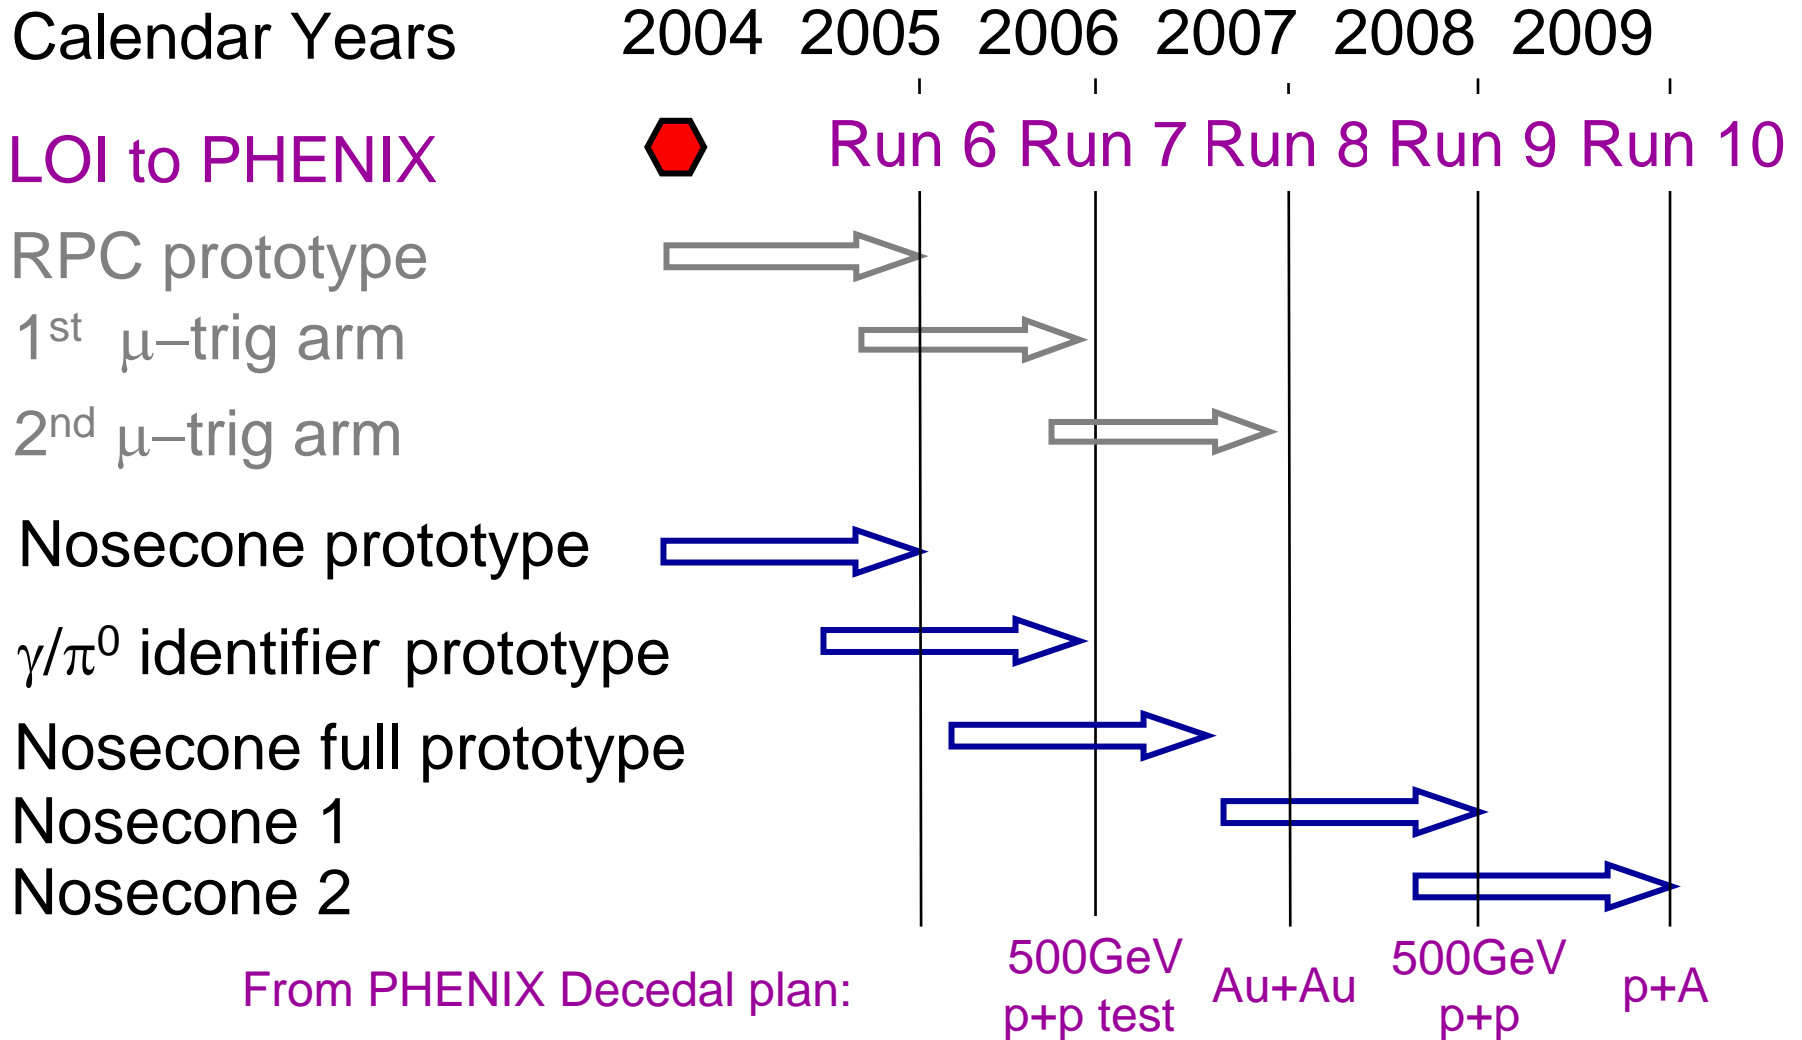 Calendar Years 2004 2005 2006 2007 2008 2009
LOI to PHENIX Run 6 Run 7 Run 8 Run 9 Run 10
RPC prototype
1st μ–trig arm
2nd μ–trig arm
Nosecone prototype
γ/π0 identifier prototype
Nosecone full prototype
Nosecone 1
Nosecone 2
From PHENIX Decedal plan: 500GeV p+p test Au+Au 500GeV p+p p+A